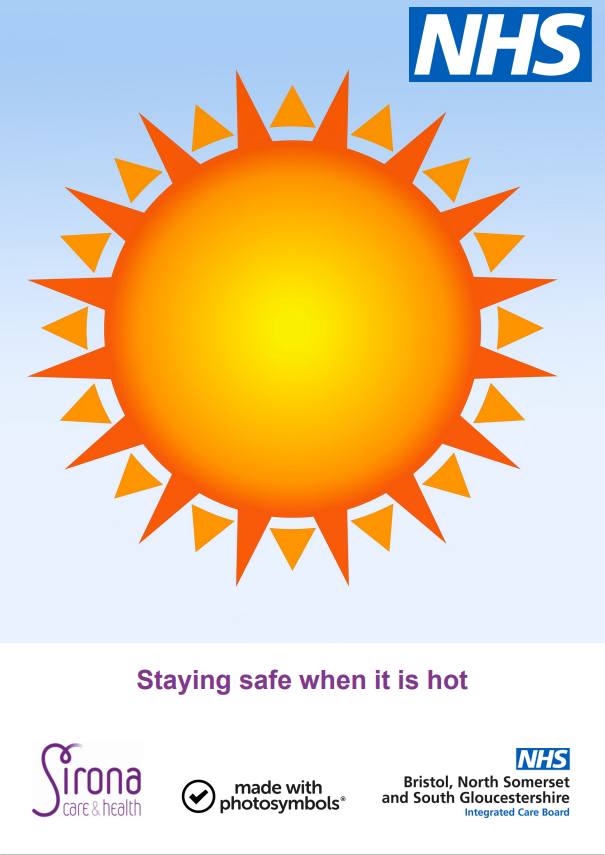 NHS
Staying safe when it is hot
Sirona
care & health
made with
photosymbols®
NHS
Bristol, North Somerset
and South Gloucestershire
Integrated Care Board